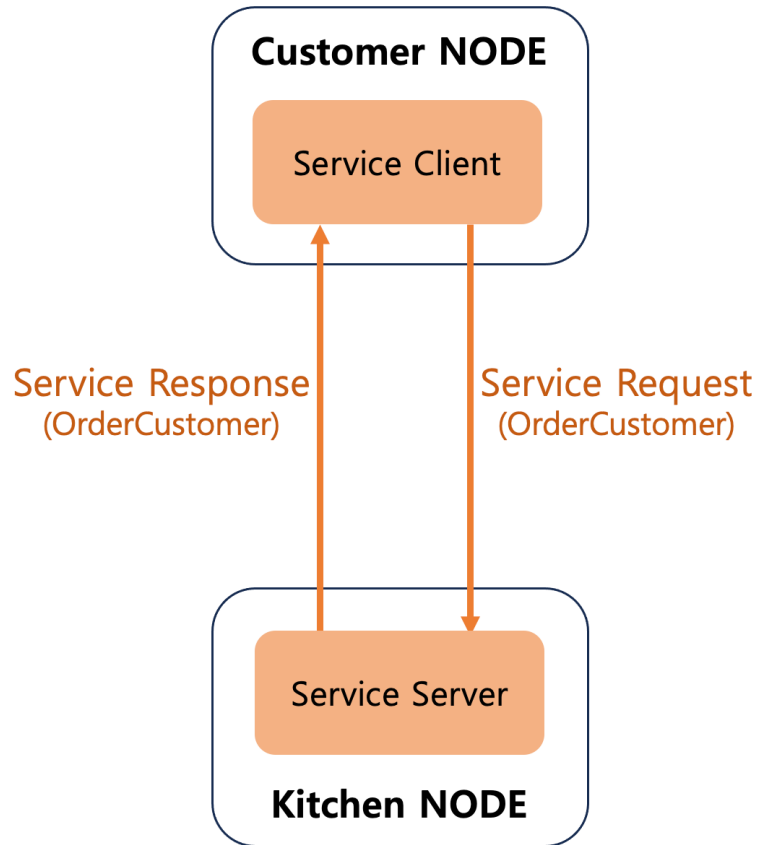 Customer NODE
Service Client
Service Response
(OrderCustomer)
Service Request
(OrderCustomer)
Service Server
Kitchen NODE